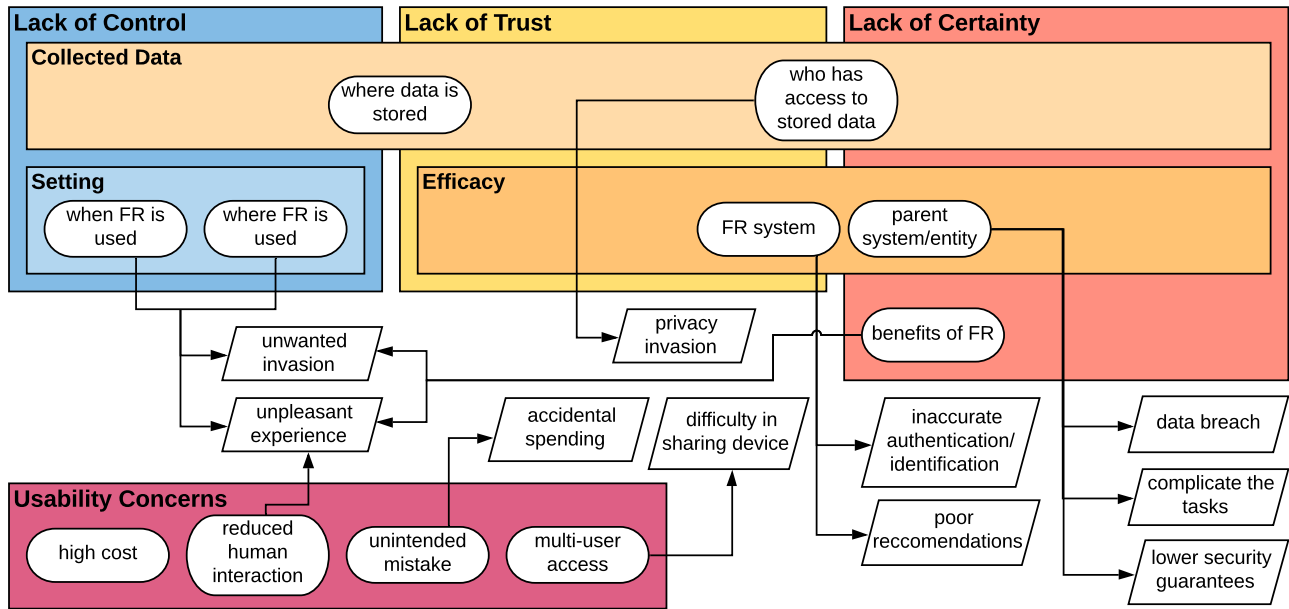 Lack of Control
Lack of Trust
Lack of Certainty
Collected Data
where data is
stored
who has
access to
stored data
Setting
when FR is
used
where FR is
used
Efficacy
FR system
parent
system/entity
benefits of FR
unwanted
invasion
privacy
invasion
unpleasant
experience
accidental
spending
difficulty in
sharing device
inaccurate
authentication/
identification
data breach
complicate the
tasks
poor
reccomendations
lower security
guarantees
Usability Concerns
high cost
reduced
human
interaction
unintended
mistake
multi-user
access